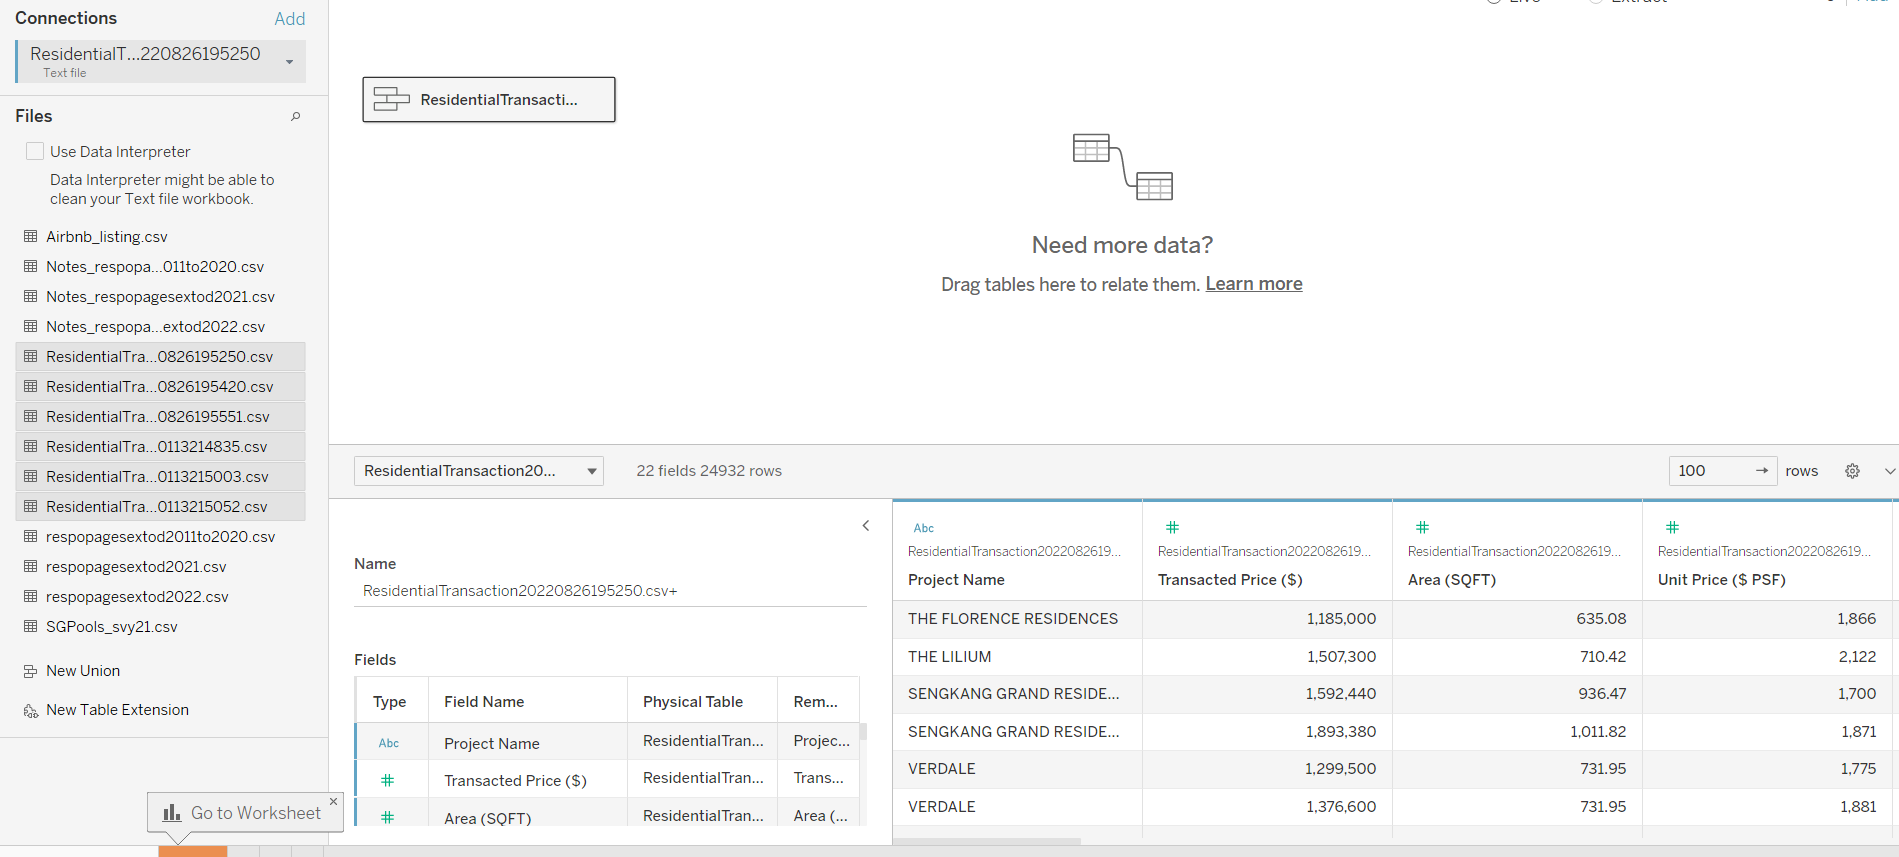 Connections
Add
ResidentialT...220826195250
Text file
Files
Use Data Interpreter
Data Interpreter might be able to
clean your Text file workbook.
Airbnb_listing.csv
Notes_respopa...011to2020.csv
Notes_respopagesextod2021.csv
Notes_respopa...extod2022.csv
ResidentialTra...0826195250.csv
ResidentialTra...0826195420.csv
ResidentialTra...0826195551.csv
ResidentialTra...0113214835.csv
ResidentialTra...0113215003.csv
ResidentialTra...0113215052.csv
respopagesextod2011to2020.csv
respopagesextod2021.csv
respopagesextod2022.csv
SGPools_svy21.csv
New Union
New Table Extension
Go to Worksheet
ResidentialTransacti...
Need more data?
Drag tables here to relate them. Learn more
ResidentialTransaction20...
22 fields 24932 rows
100
rows
Name
ResidentialTransaction20220826195250.csv+
Fields
Type Field Name Physical Table Rem...
Abc Project Name ResidentialTran... Projec...
# Transacted Price ($) ResidentialTran... Trans...
# Area (SQFT) ResidentialTran... Area (...
Abc # # #
ResidentialTransaction2022082619... ResidentialTransaction2022082619... ResidentialTransaction2022082619... ResidentialTransaction2022082619...
Project Name Transacted Price ($) Area (SQFT) Unit Price ($ PSF)
THE FLORENCE RESIDENCES 1,185,000 635.08 1,866
THE LILIUM 1,507,300 710.42 2,122
SENGKANG GRAND RESIDE... 1,592,440 936.47 1,700
SENGKANG GRAND RESIDE... 1,893,380 1,011.82 1,871
VERDALE 1,299,500 731.95 1,775
VERDALE 1,376,600 731.95 1,881